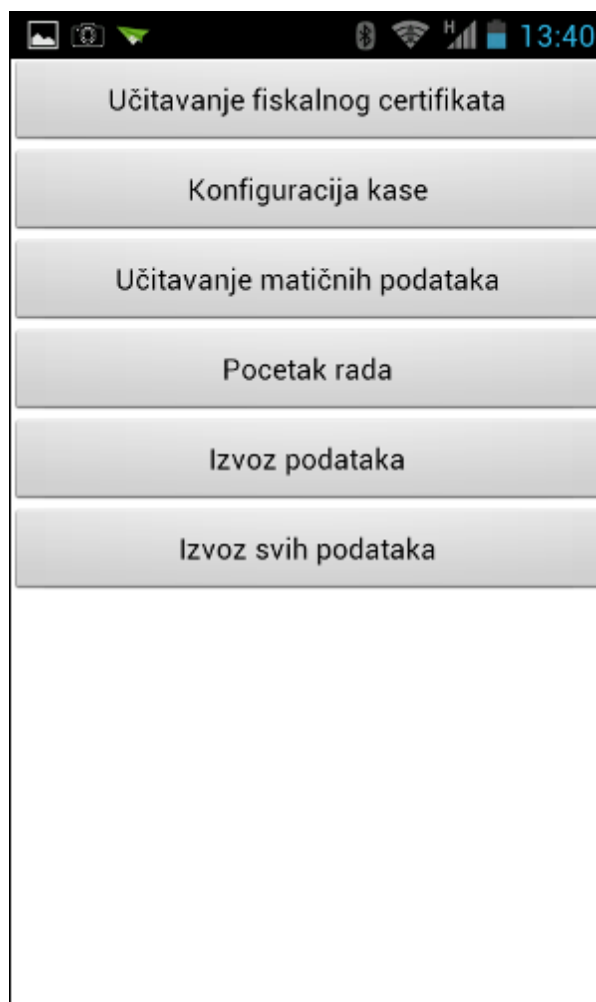 H 13:40
Učitavanje fiskalnog certifikata
Konfiguracija kase
Učitavanje matičnih podataka
Pocetak rada
Izvoz podataka
Izvoz svih podataka